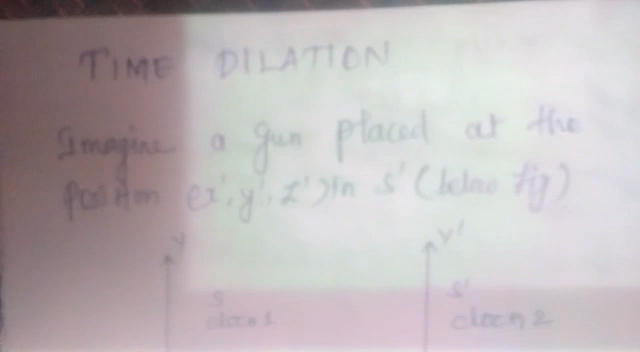 TIME DILATION
Imagine a gun placed at the
position (x', y', z') in S' (below fig)
Y Y'
S S'
clock 1 clock 2